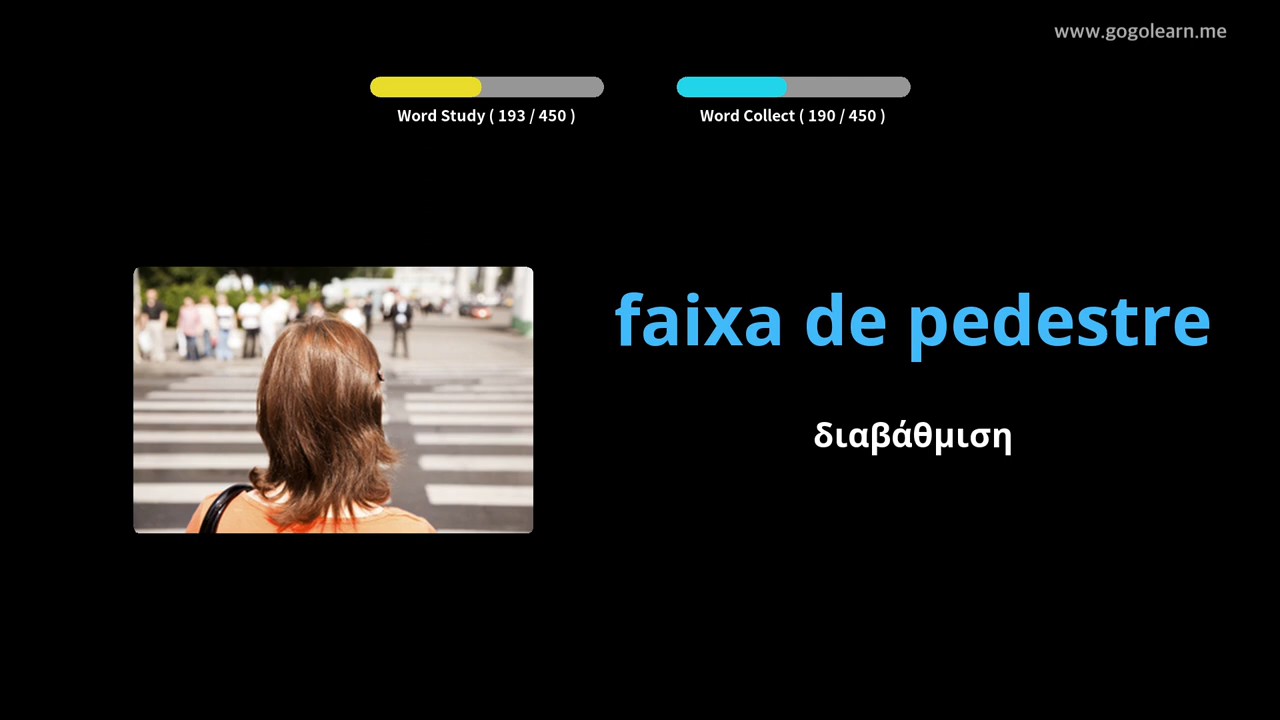 www.gogolearn.me
Word Study ( 193 / 450 )
Word Collect ( 190 / 450 )
faixa de pedestre
διαβάθμιση